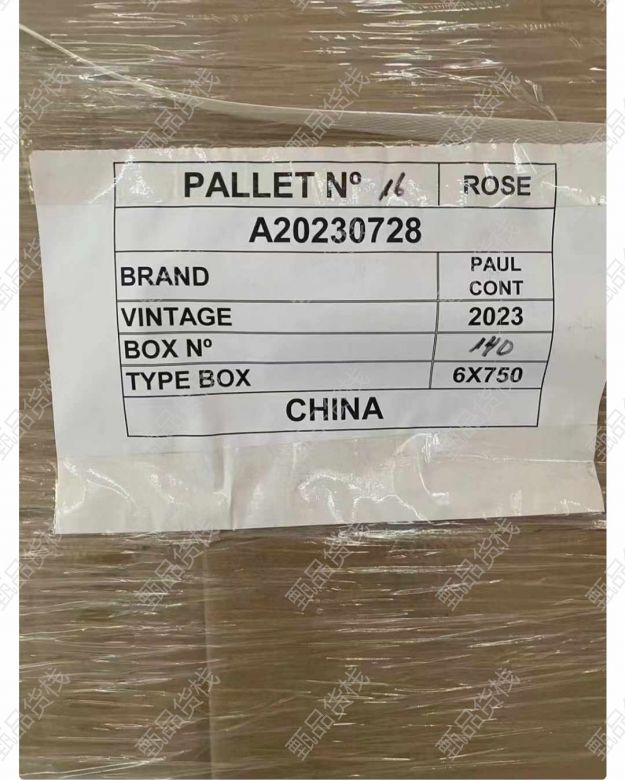 PALLET Nº 16 ROSE
A20230728
BRAND PAUL CONT
VINTAGE 2023
BOX Nº 140
TYPE BOX 6X750
CHINA
甄品货栈